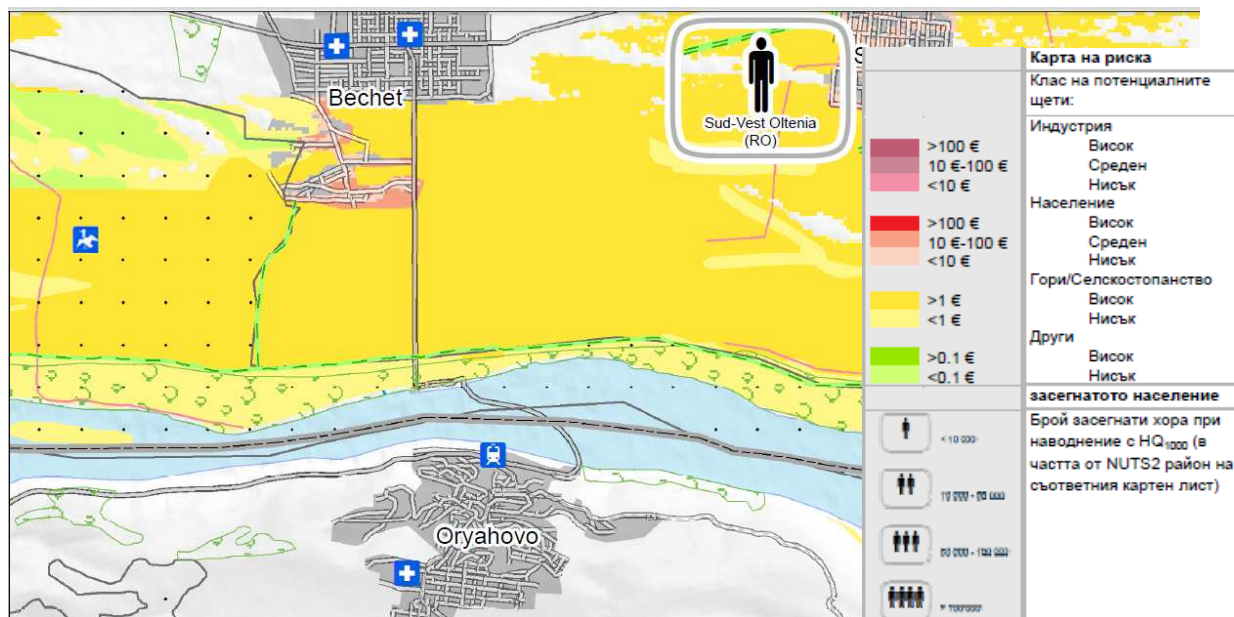 Bechet
S
Sud-Vest Oltenia
(RO)
Oryahovo
Карта на риска
Клас на потенциалните
щети:
Индустрия
>100 € Висок
10 €-100 € Среден
<10 € Нисък
Население
>100 € Висок
10 €-100 € Среден
<10 € Нисък
Гори/Селскостопанство
>1 € Висок
<1 € Нисък
Други
>0.1 € Висок
<0.1 € Нисък
засегнатото население
Брой засегнати хора при
наводнение с HQ1000 (в
частта от NUTS2 район на
съответния картен лист)
< 10 000